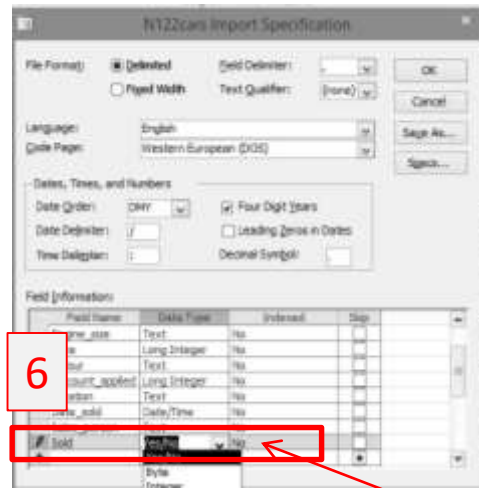 N122cars Import Specification
File Format: Delimited Field Delimiter: , OK
Fixed Width Text Qualifier: {none} Cancel
Language: English Save As...
Code Page: Western European (DOS) Specs...
Dates, Times, and Numbers
Date Order: DMY Four Digit Years
Date Delimiter: / Leading Zeros in Dates
Time Delimiter: : Decimal Symbol: .
Field Information:
Field Name Data Type Indexed Skip
Text No
Long Integer No
Text No
Long Integer No
Text No
Date/Time No
Text No
6
Sold Yes/No No
Yes/No
Byte
Integer